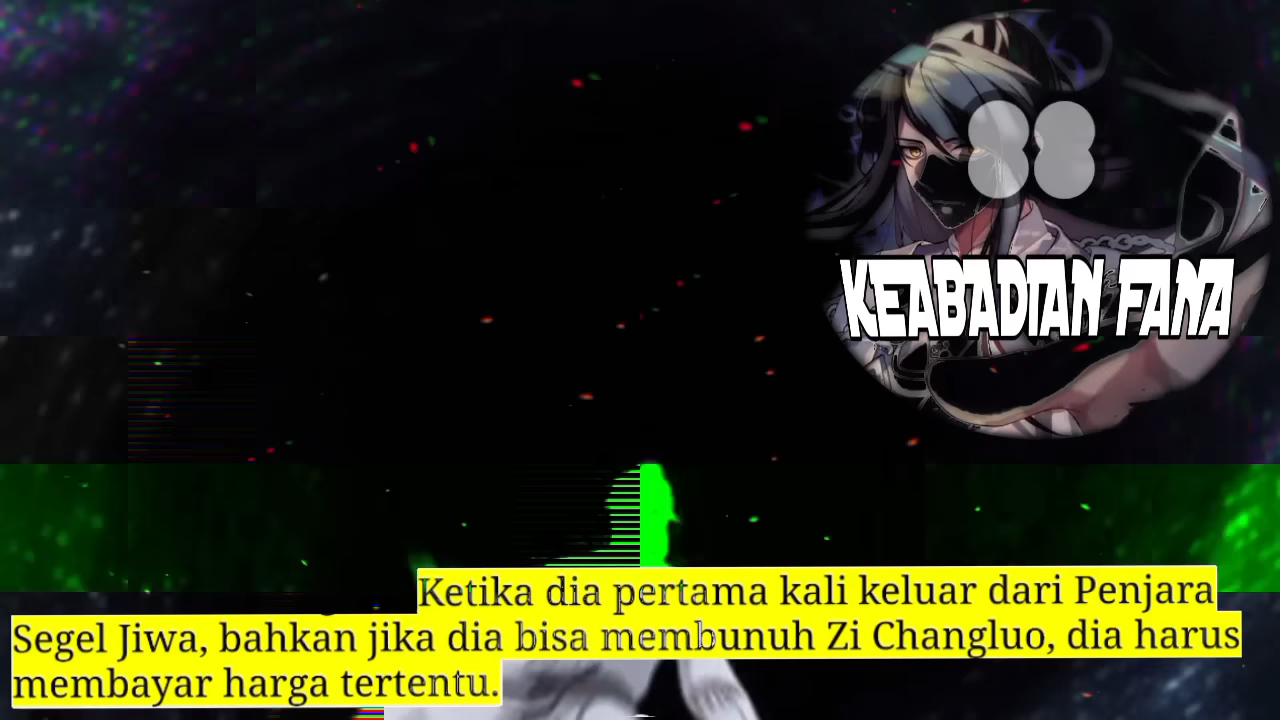 KEABADIAN FANA
Ketika dia pertama kali keluar dari Penjara
Segel Jiwa, bahkan jika dia bisa membunuh Zi Changluo, dia harus
membayar harga tertentu.